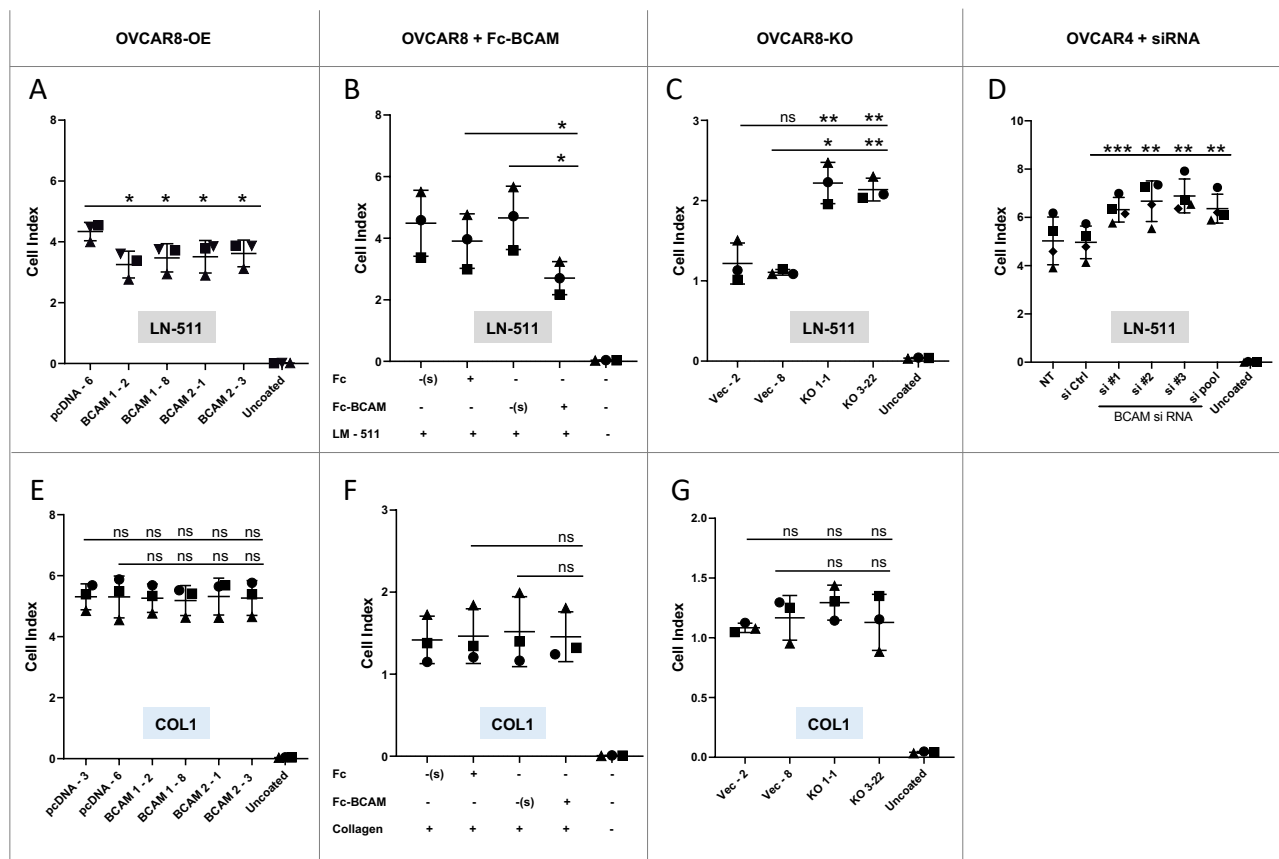 OVCAR8-OE
OVCAR8 + Fc-BCAM
OVCAR8-KO
OVCAR4 + siRNA
A
Cell Index
8
6
4
2
0
* * * *
LN-511
pcDNA - 6
BCAM 1 - 2
BCAM 1 - 8
BCAM 2 -1
BCAM 2 - 3
Uncoated
B
Cell Index
8
6
4
2
0
*
*
LN-511
Fc -(s) + - - -
Fc-BCAM - - -(s) + -
LM - 511 + + + + -
C
Cell Index
3
2
1
0
ns ** **
* **
LN-511
Vec - 2
Vec - 8
KO 1-1
KO 3-22
Uncoated
D
Cell Index
10
8
6
4
2
0
*** ** ** **
LN-511
NT
si Ctrl
si #1
si #2
si #3
si pool
Uncoated
BCAM si RNA
E
Cell Index
8
6
4
2
0
ns ns ns ns ns
ns ns ns ns
COL1
pcDNA - 3
pcDNA - 6
BCAM 1 - 2
BCAM 1 - 8
BCAM 2 - 1
BCAM 2 - 3
Uncoated
F
Cell Index
3
2
1
0
ns
ns
COL1
Fc -(s) + - - -
Fc-BCAM - - -(s) + -
Collagen + + + + -
G
Cell Index
2.0
1.5
1.0
0.5
0.0
ns ns ns
ns ns
COL1
Vec - 2
Vec - 8
KO 1-1
KO 3-22
Uncoated